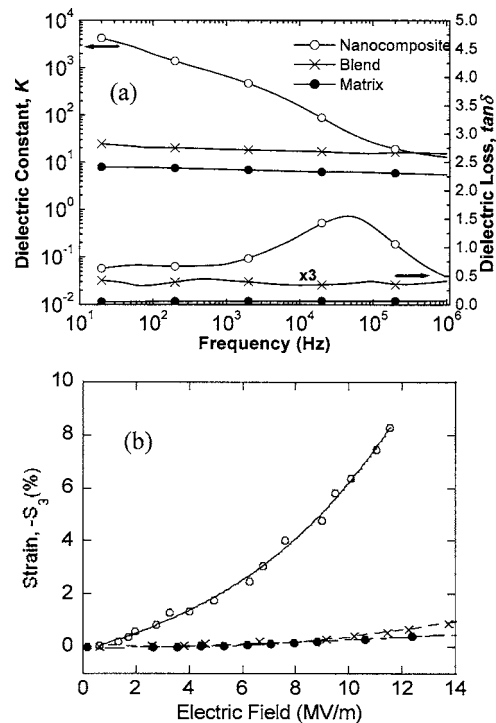 10⁵
10⁴
10³
10²
10¹
10⁰
10⁻¹
10⁻²
Dielectric Constant, K
(a)
Nanocomposite
Blend
Matrix
x3
5.0
4.5
4.0
3.5
3.0
2.5
2.0
1.5
1.0
0.5
0.0
Dielectric Loss, tanδ
10¹ 10² 10³ 10⁴ 10⁵ 10⁶
Frequency (Hz)
10
8
6
4
2
0
Strain, -S₃(%)
(b)
0 2 4 6 8 10 12 14
Electric Field (MV/m)